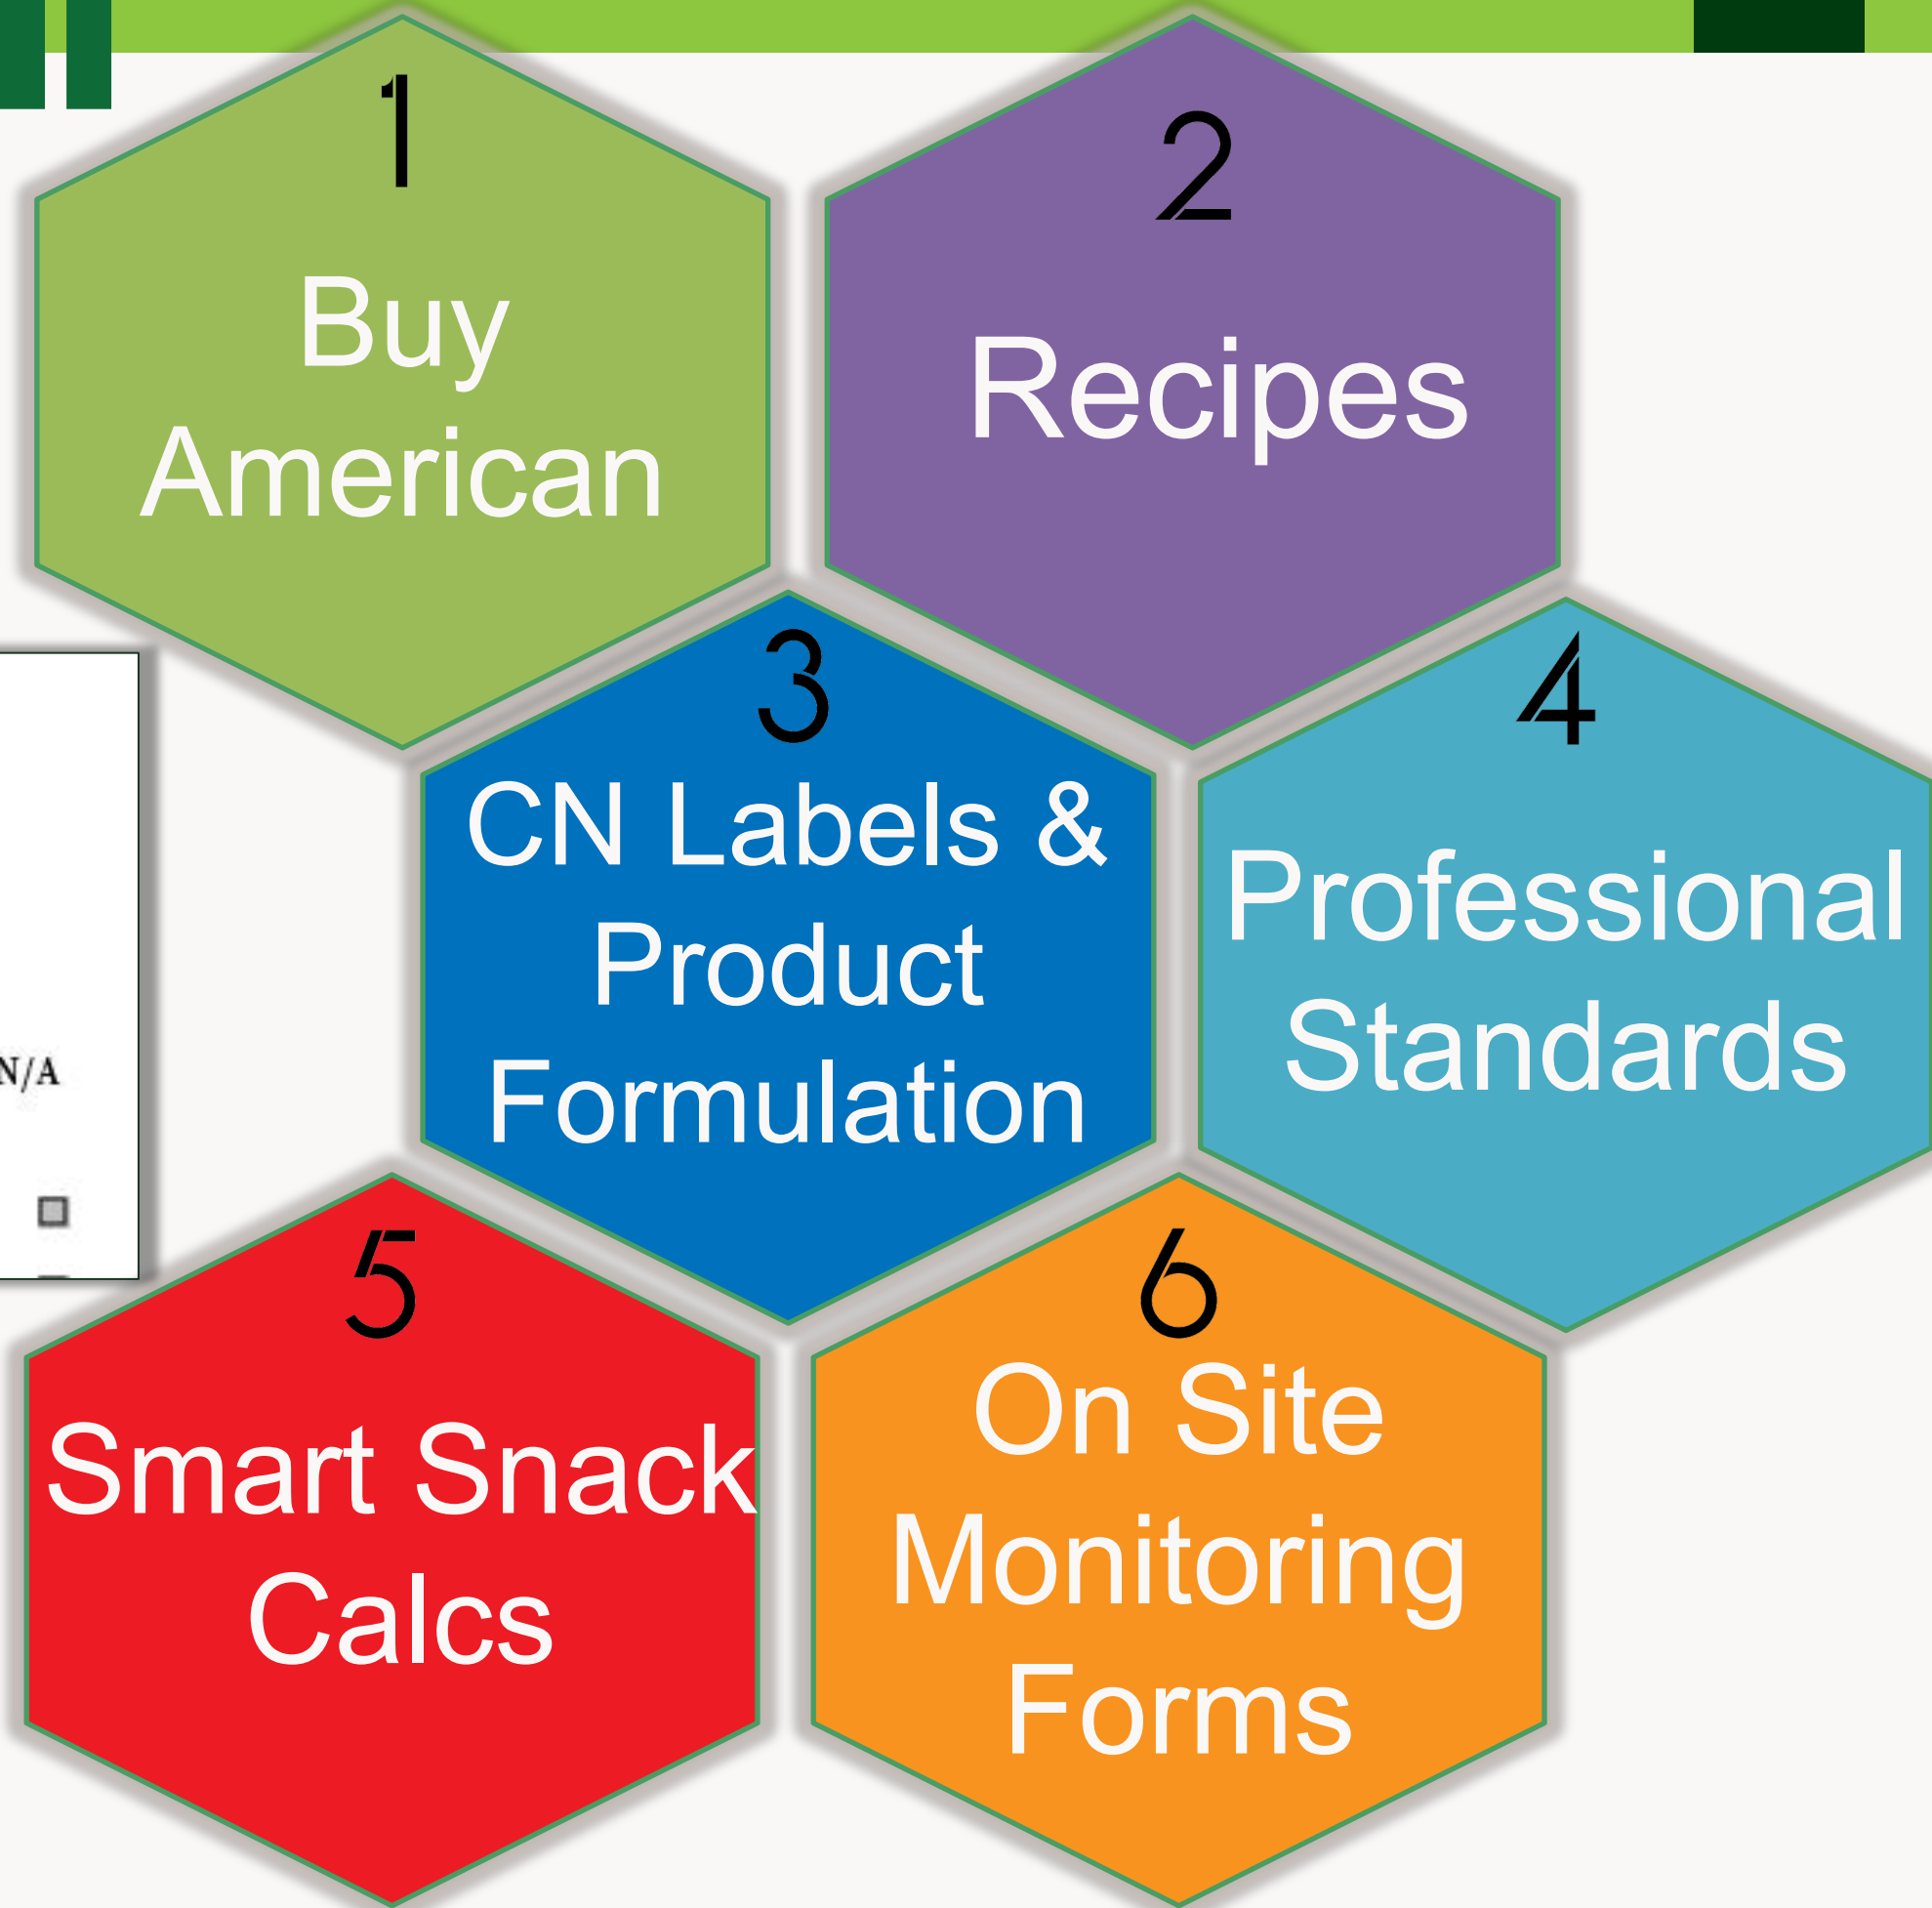 1
Buy
American
2
Recipes
3
CN Labels &
Product
Formulation
4
Professional
Standards
N/A
5
Smart Snack
Calcs
6
On Site
Monitoring
Forms